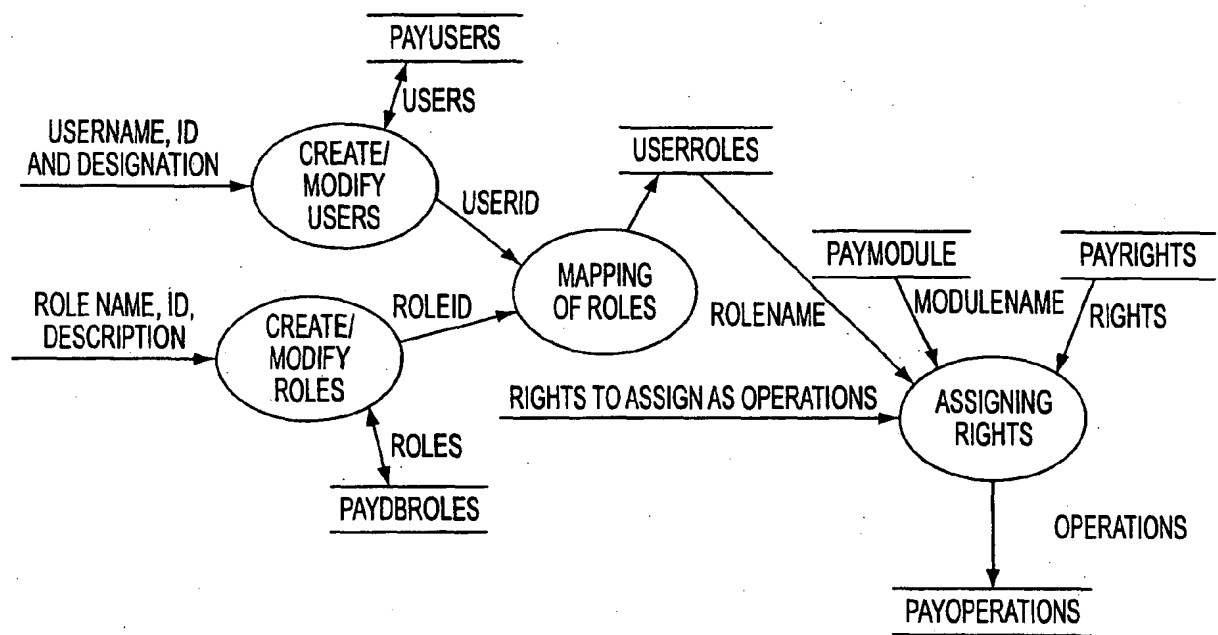 PAYUSERS
USERS
USERNAME, ID
AND DESIGNATION
CREATE/
MODIFY
USERS
USERID
USERROLES
PAYMODULE
PAYRIGHTS
MAPPING
OF ROLES
ROLE NAME, ID,
DESCRIPTION
ROLEID
CREATE/
MODIFY
ROLES
ROLENAME
MODULENAME
RIGHTS
RIGHTS TO ASSIGN AS OPERATIONS
ASSIGNING
RIGHTS
ROLES
PAYDBROLES
OPERATIONS
PAYOPERATIONS